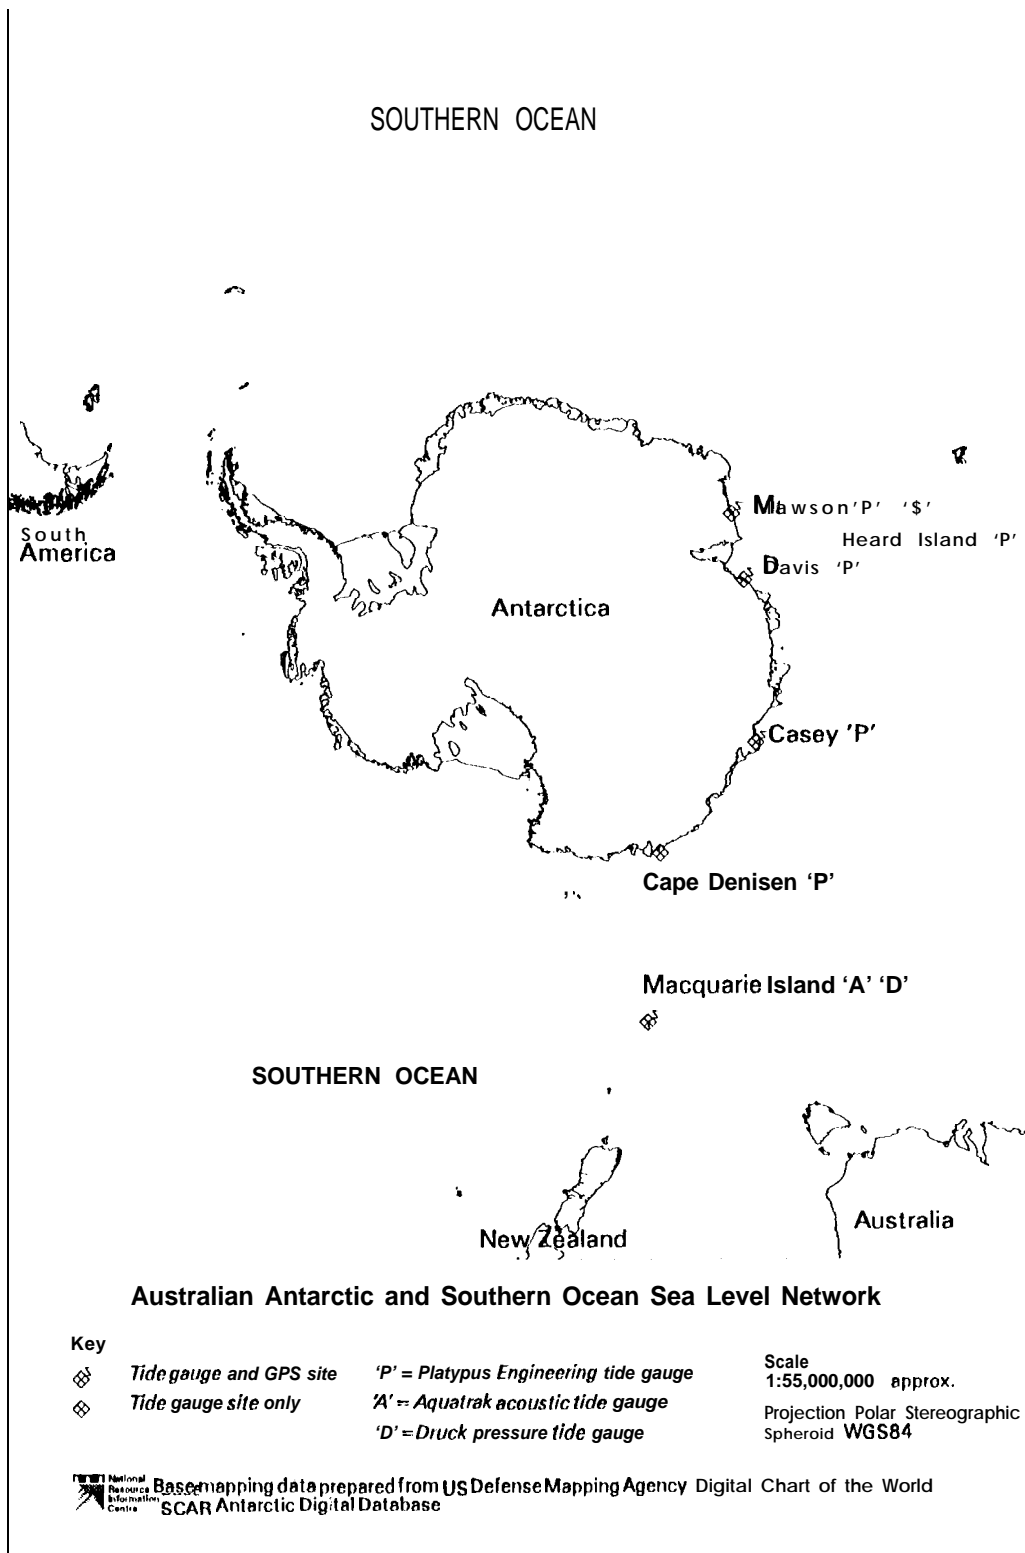 SOUTHERN OCEAN
Mawson 'P' '$'
South
America
Heard Island 'P'
Davis 'P'
Antarctica
Casey 'P'
Cape Denisen 'P'
Macquarie Island 'A' 'D'
SOUTHERN OCEAN
Australia
New Zealand
Australian Antarctic and Southern Ocean Sea Level Network
Key
Tide gauge and GPS site
'P' = Platypus Engineering tide gauge
Tide gauge site only
'A' = Aquatrak acoustic tide gauge
'D' = Druck pressure tide gauge
Scale
1:55,000,000 approx.
Projection Polar Stereographic
Spheroid WGS84
National
Resource
Information
Centre
Base mapping data prepared from US Defense Mapping Agency Digital Chart of the World
SCAR Antarctic Digital Database